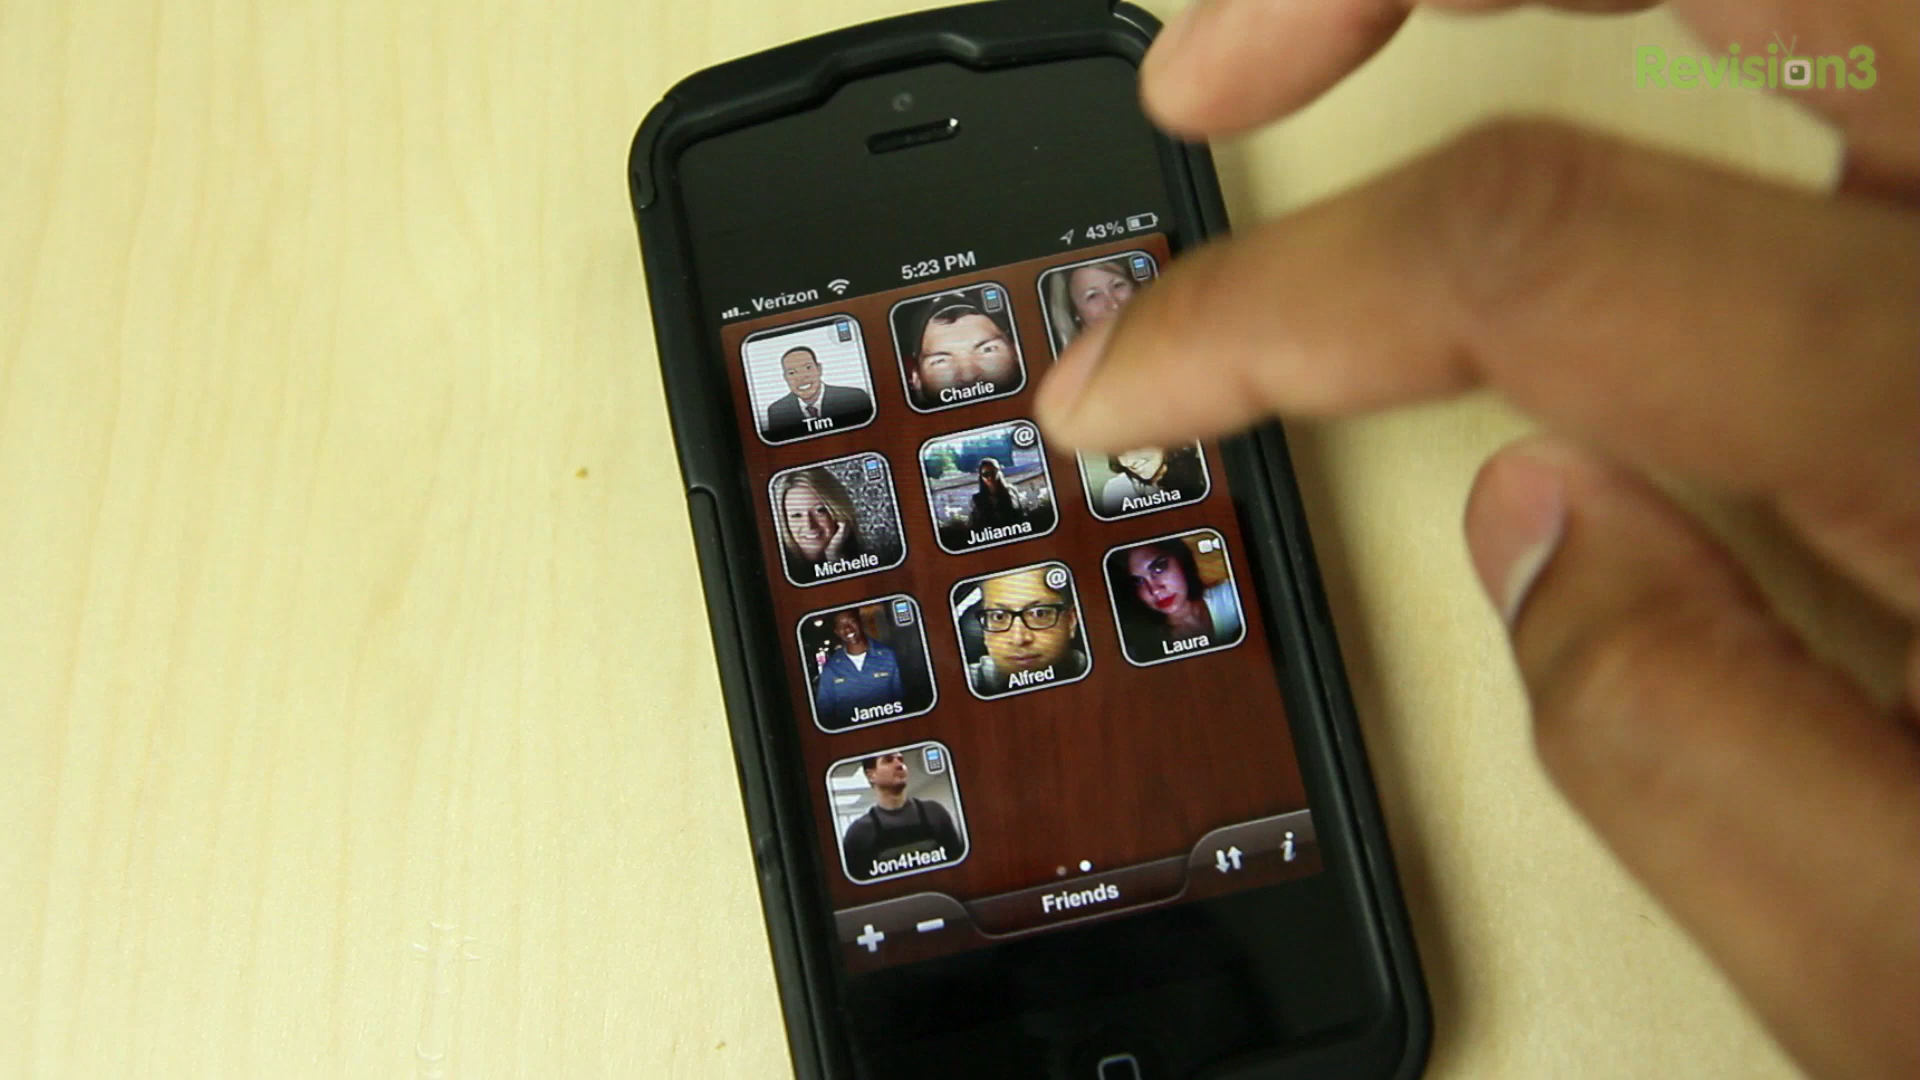 Revision3
Verizon 5:23 PM 43%
Tim
Charlie
Michelle
@
Julianna
Anusha
James
@
Alfred
Laura
Jon4Heat
+ - Friends i